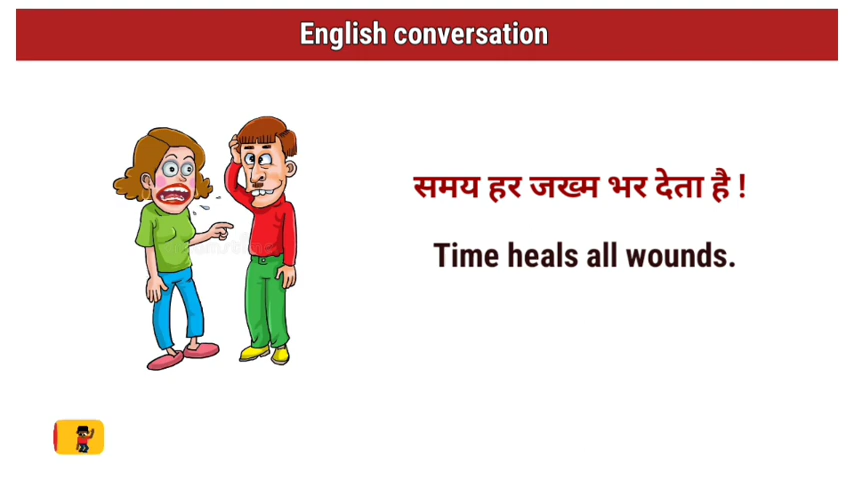 English conversation
समय हर जख्म भर देता है !
Time heals all wounds.